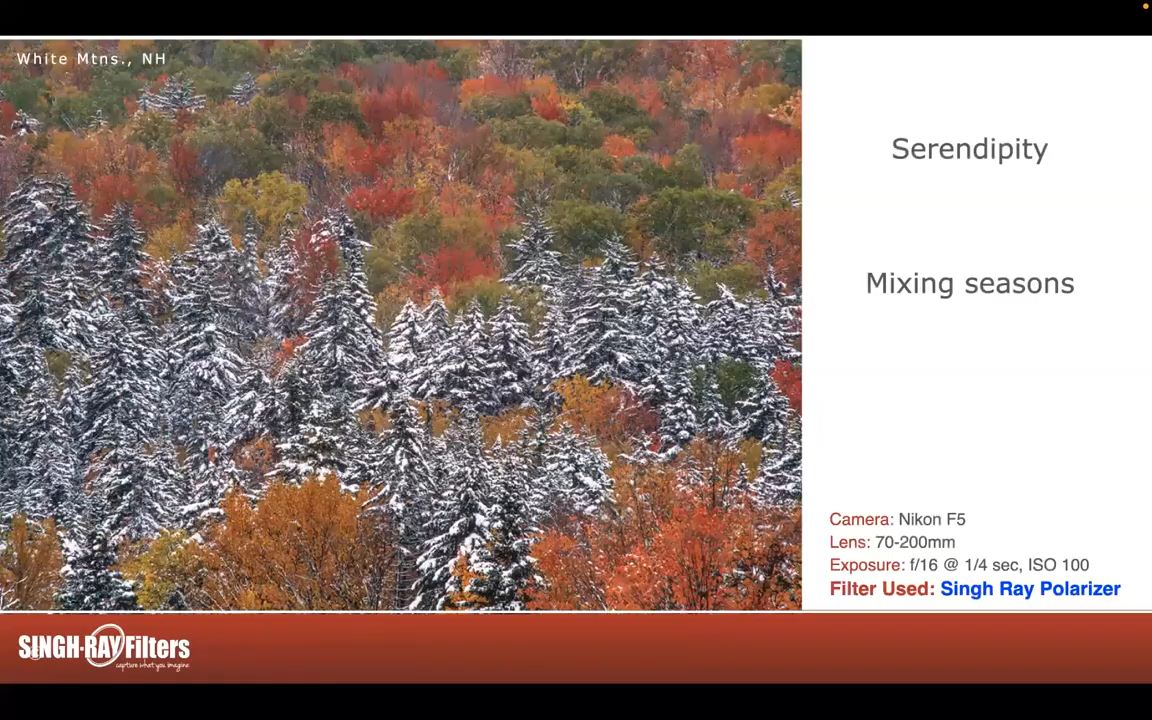 White Mtns., NH
Serendipity
Mixing seasons
Camera: Nikon F5
Lens: 70-200mm
Exposure: f/16 @ 1/4 sec, ISO 100
Filter Used: Singh Ray Polarizer
SINGH-RAY Filters
capture what you imagine.